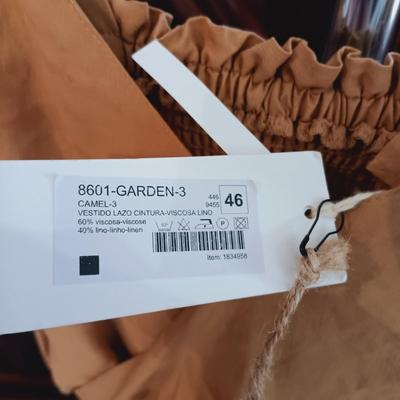 8601-GARDEN-3
CAMEL-3
446
9455
46
VESTIDO LAZO CINTURA-VISCOSA LINO
60% viscosa-viscose
40% lino-linho-linen
P
Item: 1834958